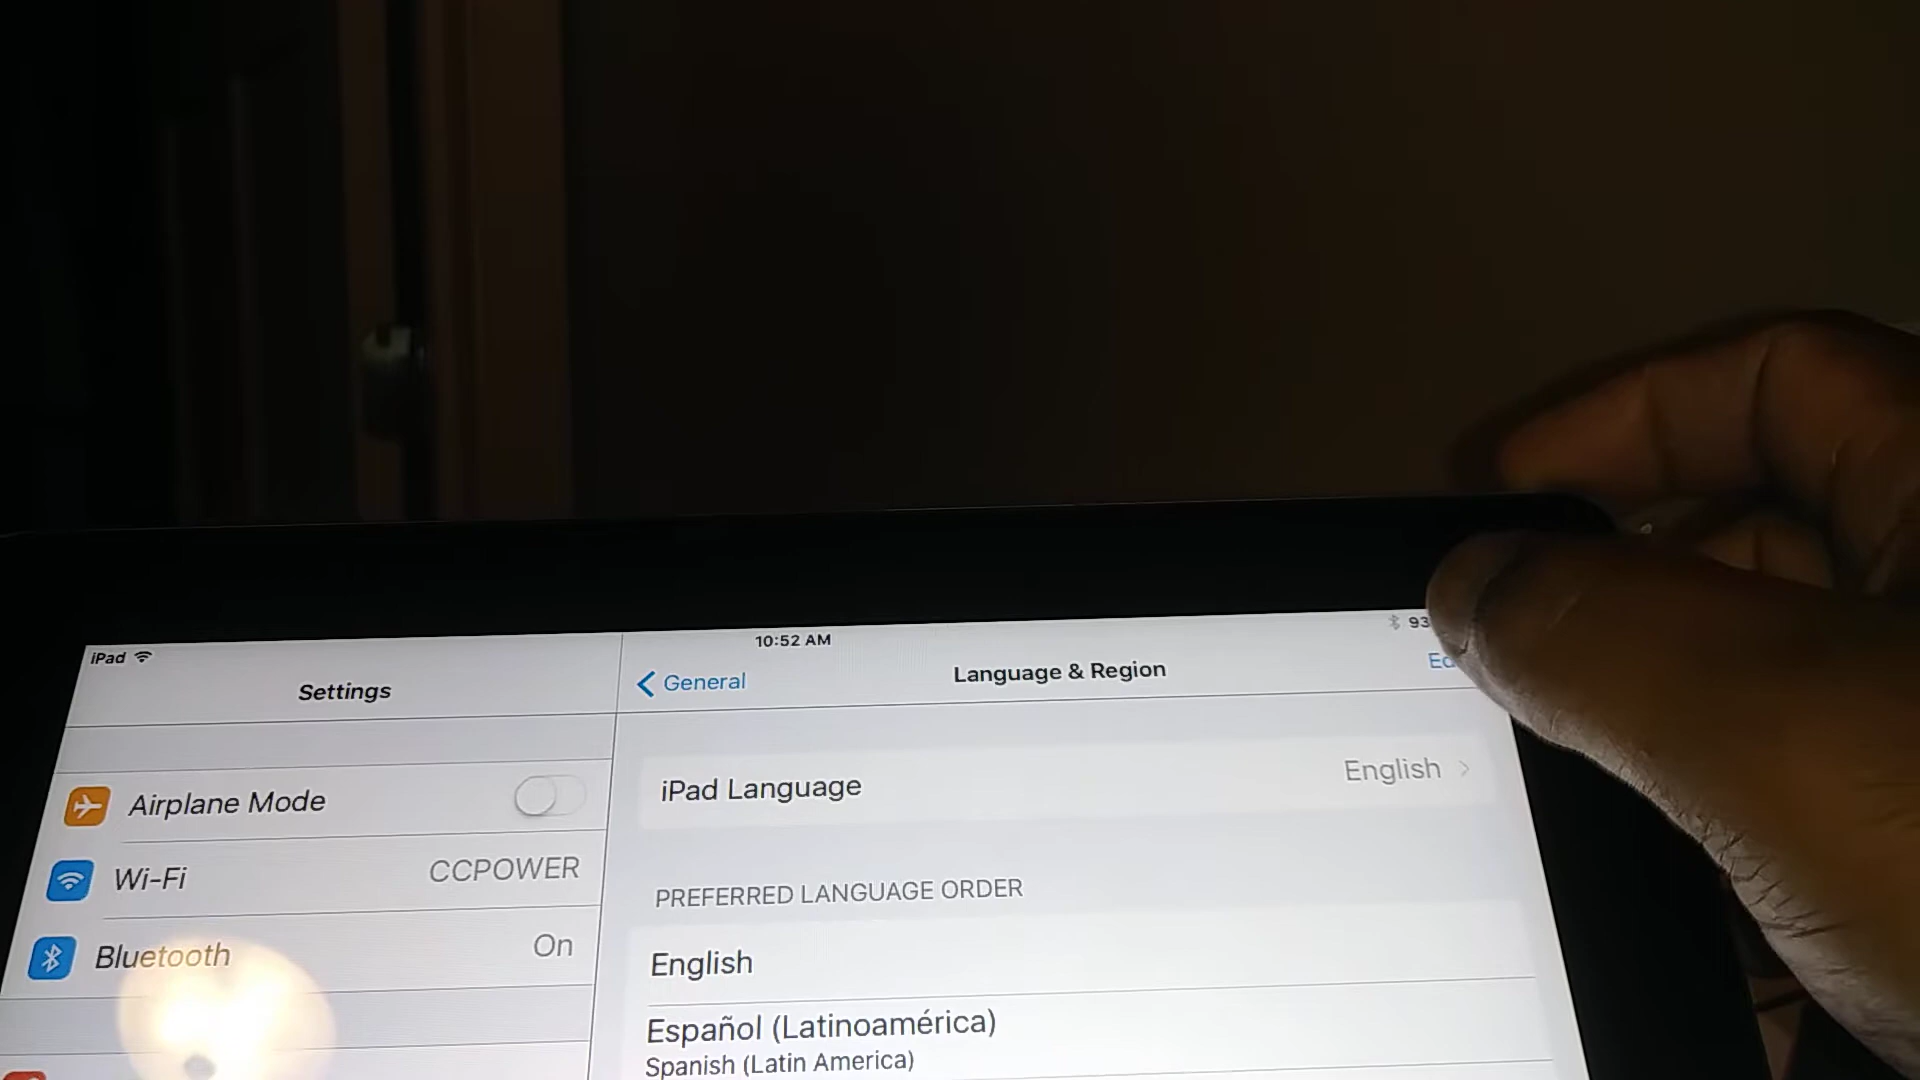 iPad
10:52 AM
93
Settings
General
Language & Region
Airplane Mode
Wi-Fi
CCPOWER
Bluetooth
On
iPad Language
English
PREFERRED LANGUAGE ORDER
English
Español (Latinoamérica)
Spanish (Latin America)